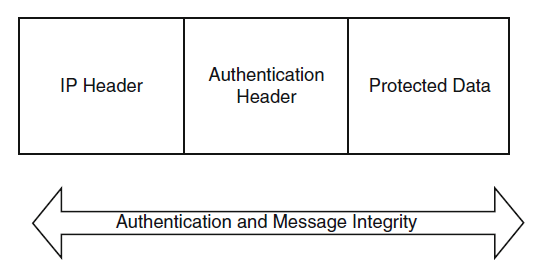 IP Header
Authentication
Header
Protected Data
Authentication and Message Integrity